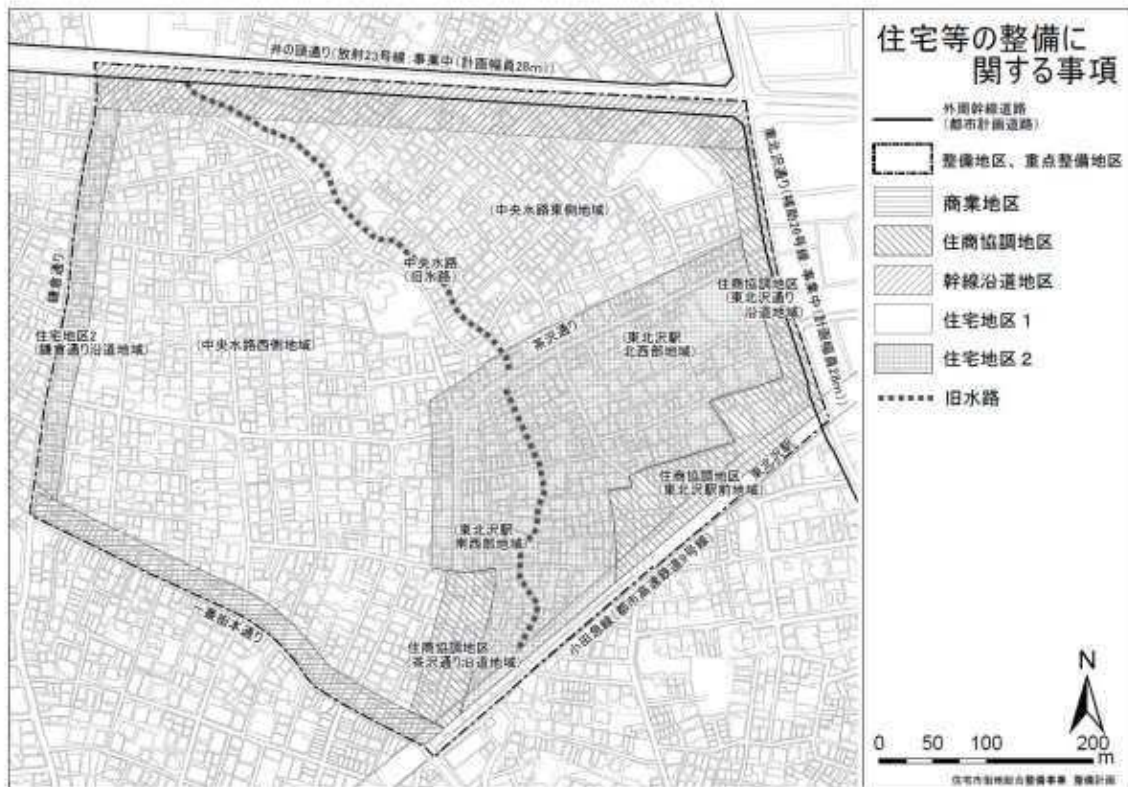 井の頭通り(放射23号線 事業中(計画幅員28m))
東北沢通り(補助26号線 事業中(計画幅員28m))
(中央水路東側地域)
中央水路
(旧水路)
鎌倉通り
住宅地区2
(鎌倉通り沿道地域)
(中央水路西側地域)
茶沢通り
住商協調地区
(東北沢通り
沿道地域)
(東北沢駅
北西部地域)
住商協調地区
(東北沢駅前地域)
東北沢駅
(東北沢駅
南西部地域)
小田急線(都市高速鉄道9号線)
一番街本通り
住商協調地区
(茶沢通り沿道地域)
住宅等の整備に
関する事項
外周幹線道路
(都市計画道路)
整備地区、重点整備地区
商業地区
住商協調地区
幹線沿道地区
住宅地区1
住宅地区2
旧水路
N
0 50 100 200
m
住宅市街地総合整備事業 整備計画